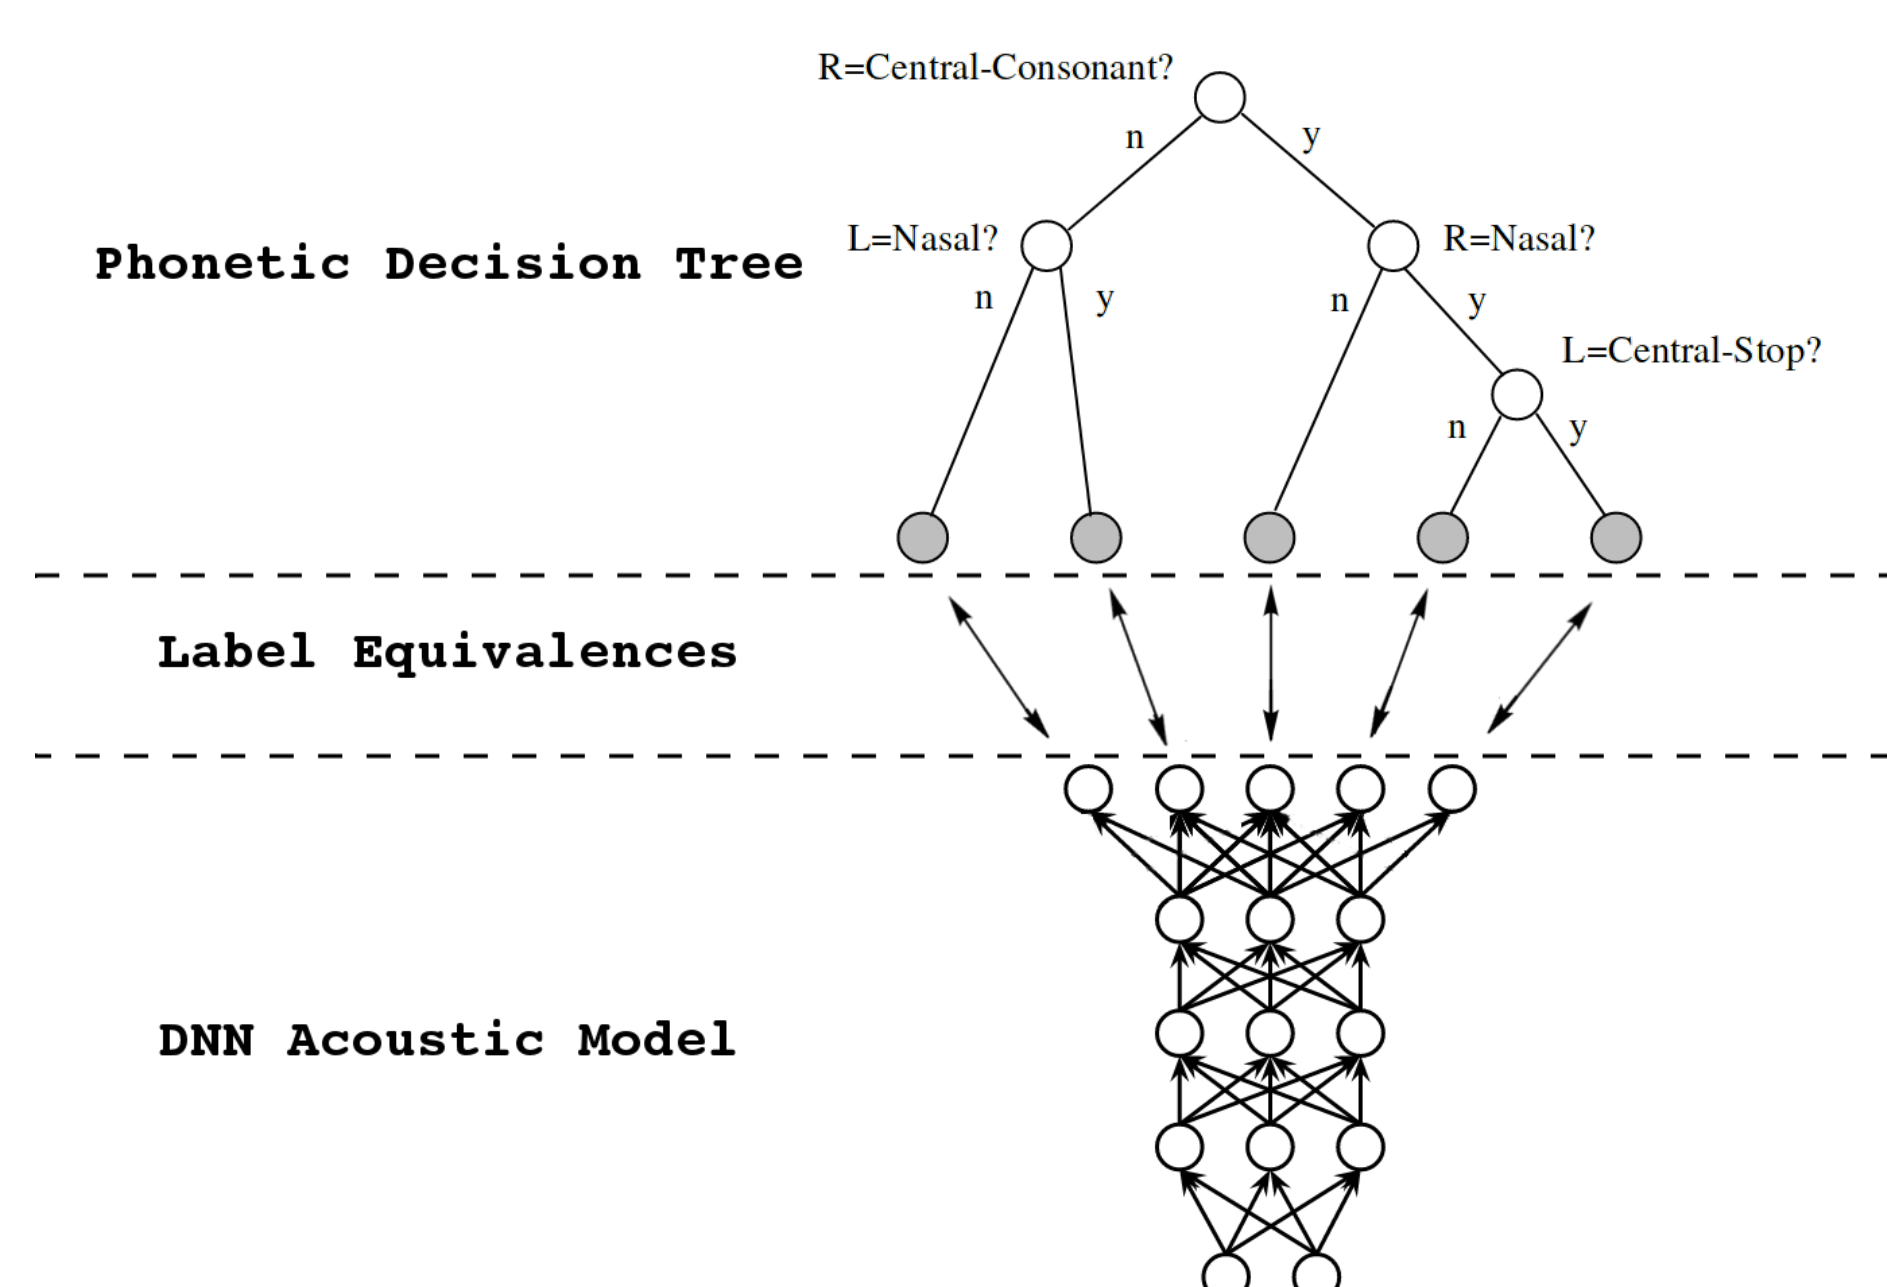 R=Central-Consonant?
n
y
Phonetic Decision Tree
L=Nasal?
R=Nasal?
n
y
n
y
L=Central-Stop?
n
y
Label Equivalences
DNN Acoustic Model